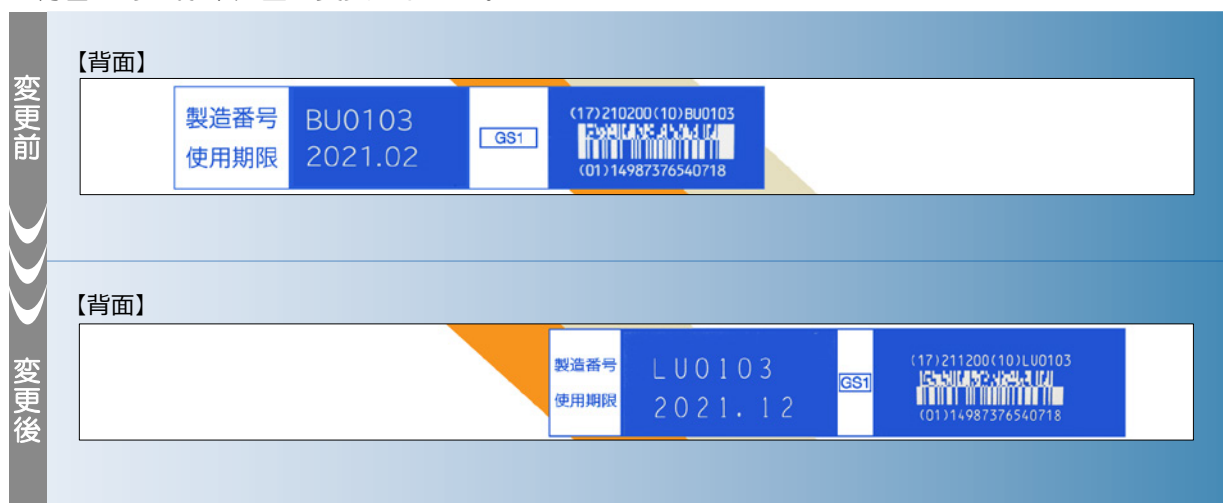 変更前
【背面】
製造番号 BU0103
使用期限 2021.02
GS1
(17)210200(10)BU0103
(01)14987376540718
変更後
【背面】
製造番号 LU0103
使用期限 2021.12
GS1
(17)211200(10)LU0103
(01)14987376540718